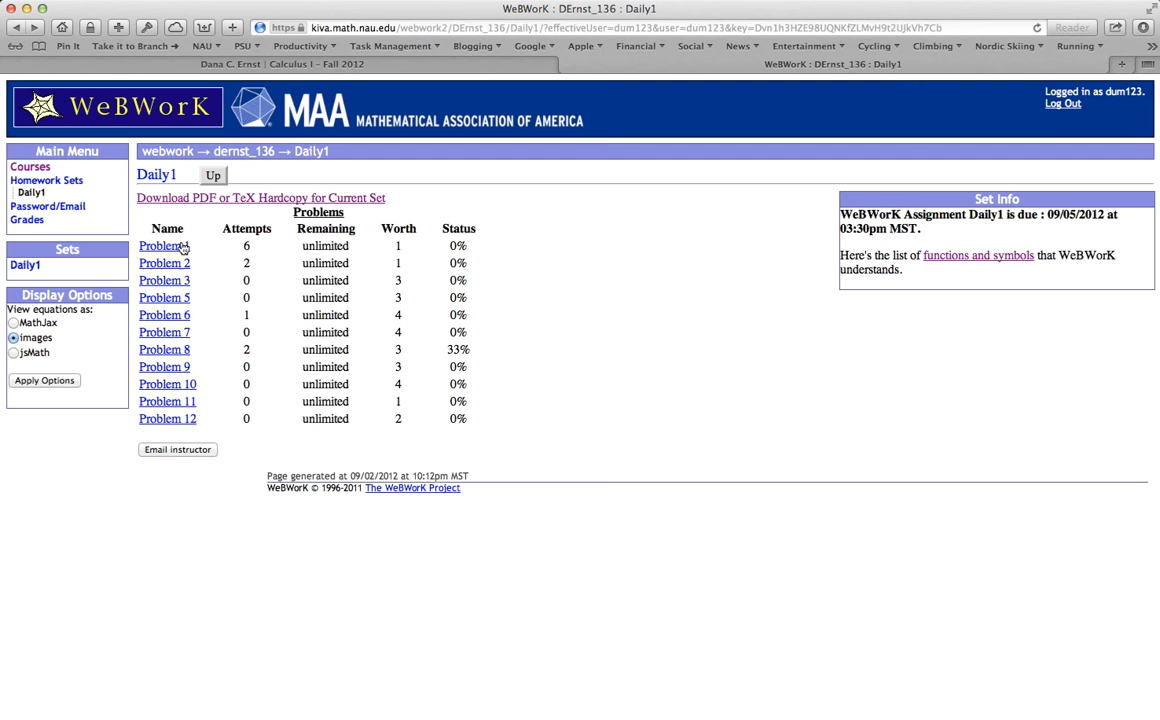 WeBWorK : DErnst_136 : Daily1
https kiva.math.nau.edu/webwork2/DErnst_136/Daily1/?effectiveUser=dum123&user=dum123&key=Dvn1h3HZE98UQNKfZLMvH9t2UJkVh7Cb Reader
Pin It Take it to Branch → NAU PSU Productivity Task Management Blogging Google Apple Financial Social News Entertainment Cycling Climbing Nordic Skiing Running
Dana C. Ernst | Calculus I – Fall 2012 WeBWorK : DErnst_136 : Daily1
WeBWorK MAA MATHEMATICAL ASSOCIATION OF AMERICA
Logged in as dum123.
Log Out
Main Menu
Courses
Homework Sets
Daily1
Password/Email
Grades
Sets
Daily1
Display Options
View equations as:
MathJax
images
jsMath
Apply Options
webwork → dernst_136 → Daily1
Daily1 Up
Download PDF or TeX Hardcopy for Current Set
Problems
Name Attempts Remaining Worth Status
Problem 1 6 unlimited 1 0%
Problem 2 2 unlimited 1 0%
Problem 3 0 unlimited 3 0%
Problem 5 0 unlimited 3 0%
Problem 6 1 unlimited 4 0%
Problem 7 0 unlimited 4 0%
Problem 8 2 unlimited 3 33%
Problem 9 0 unlimited 3 0%
Problem 10 0 unlimited 4 0%
Problem 11 0 unlimited 1 0%
Problem 12 0 unlimited 2 0%
Email instructor
Set Info
WeBWorK Assignment Daily1 is due : 09/05/2012 at
03:30pm MST.
Here's the list of functions and symbols that WeBWorK
understands.
Page generated at 09/02/2012 at 10:12pm MST
WeBWorK © 1996-2011 The WeBWorK Project